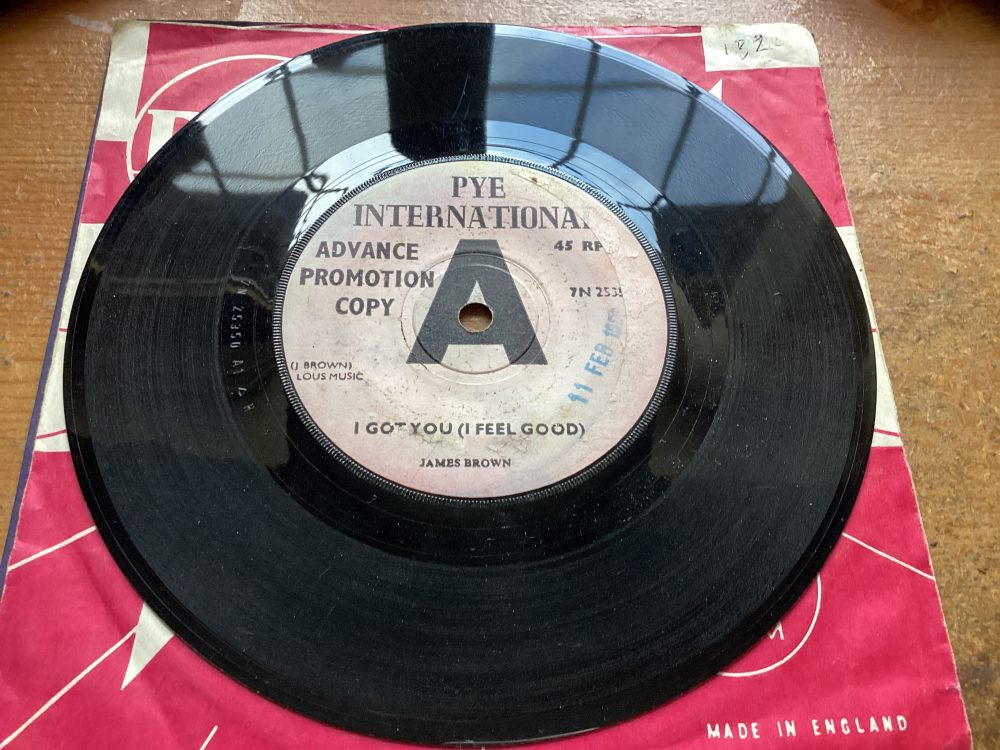 PYE
INTERNATIONAL
ADVANCE
PROMOTION
COPY
A
45 RP
7N 2535
(J BROWN)
LOUS MUSIC
11 FEB
I GOT YOU (I FEEL GOOD)
JAMES BROWN
MADE IN ENGLAND